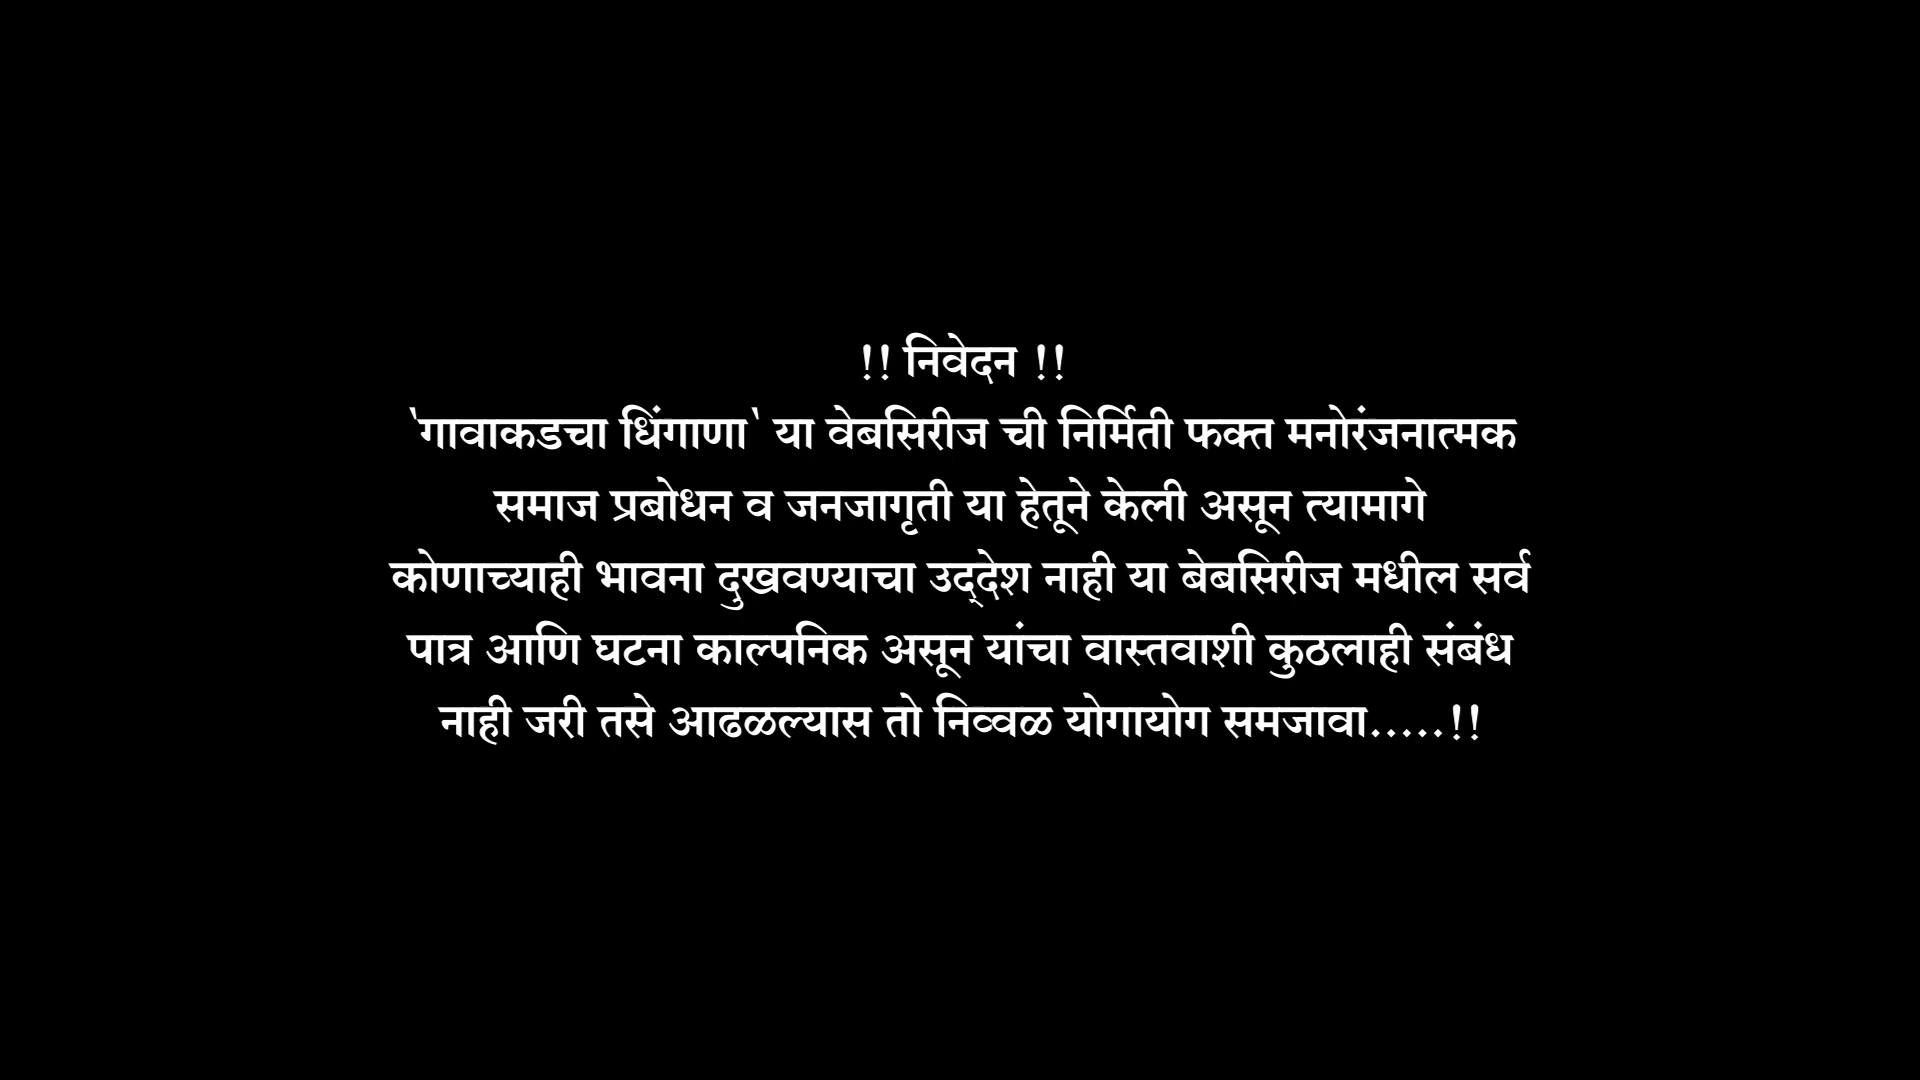 !! निवेदन !!
`गावाकडचा धिंगाणा` या वेबसिरीज ची निर्मिती फक्त मनोरंजनात्मक
समाज प्रबोधन व जनजागृती या हेतूने केली असून त्यामागे
कोणाच्याही भावना दुखवण्याचा उद्‌देश नाही या बेबसिरीज मधील सर्व
पात्र आणि घटना काल्पनिक असून यांचा वास्तवाशी कुठलाही संबंध
नाही जरी तसे आढळल्यास तो निव्वळ योगायोग समजावा.....!!